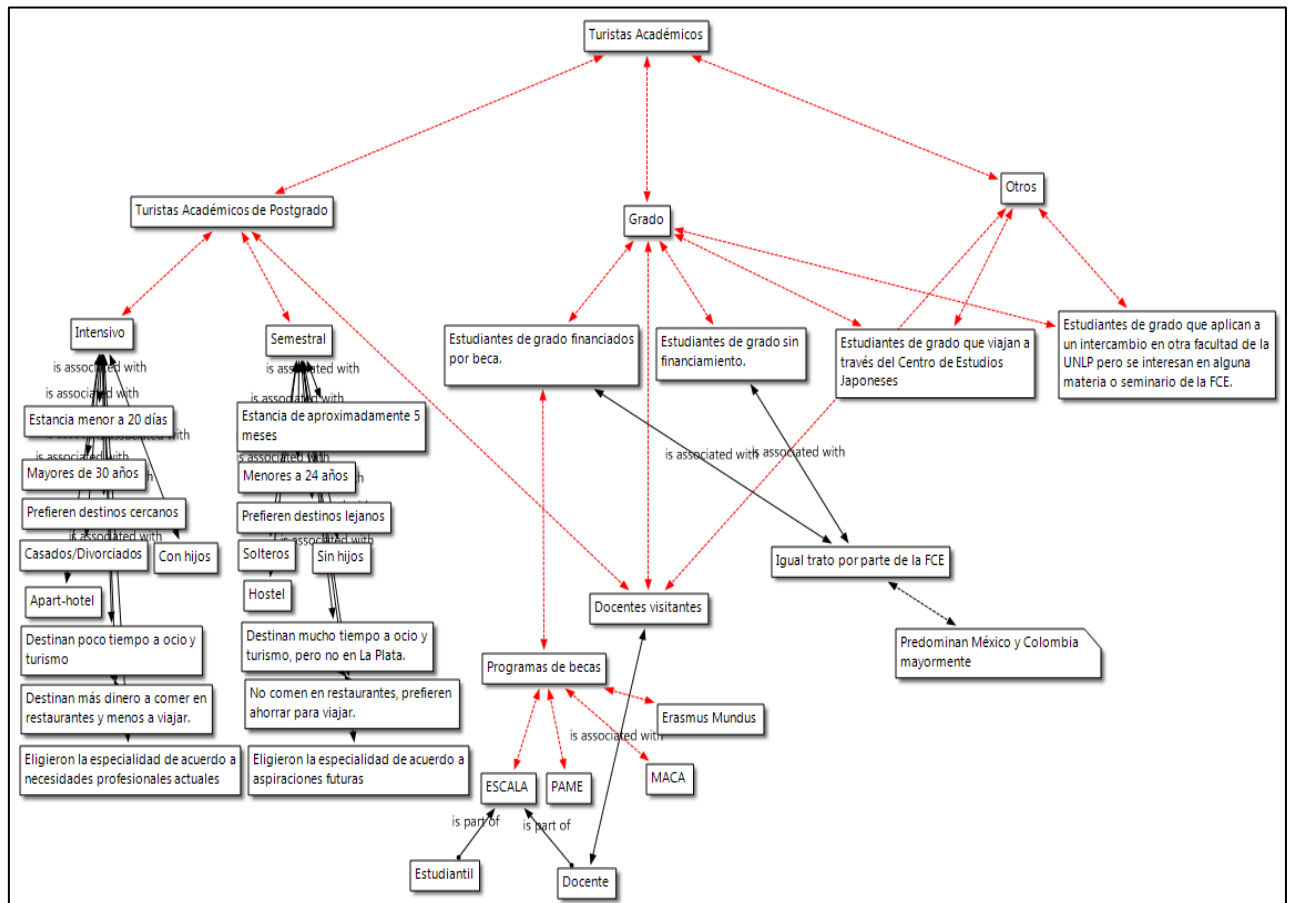 Turistas Académicos
Turistas Académicos de Postgrado
Grado
Otros
Intensivo
Semestral
Estudiantes de grado financiados
por beca.
Estudiantes de grado sin
financiamiento.
Estudiantes de grado que viajan a
través del Centro de Estudios
Japoneses
Estudiantes de grado que aplican a
un intercambio en otra facultad de la
UNLP pero se interesan en alguna
materia o seminario de la FCE.
is associated with
is associated with
is associated with
is associated with
Estancia menor a 20 días
is associated with
Mayores de 30 años
Prefieren destinos cercanos
is associated with
Casados/Divorciados
Con hijos
Apart-hotel
Destinan poco tiempo a ocio y
turismo
Destinan más dinero a comer en
restaurantes y menos a viajar.
Eligieron la especialidad de acuerdo a
necesidades profesionales actuales
Estancia de aproximadamente 5
meses
Menores a 24 años
Prefieren destinos lejanos
Solteros
Sin hijos
Hostel
Destinan mucho tiempo a ocio y
turismo, pero no en La Plata.
No comen en restaurantes, prefieren
ahorrar para viajar.
Eligieron la especialidad de acuerdo a
aspiraciones futuras
is associated with
is associated with
Igual trato por parte de la FCE
Predominan México y Colombia
mayormente
Docentes visitantes
Programas de becas
Erasmus Mundus
is associated with
MACA
ESCALA
PAME
is part of
is part of
Estudiantil
Docente